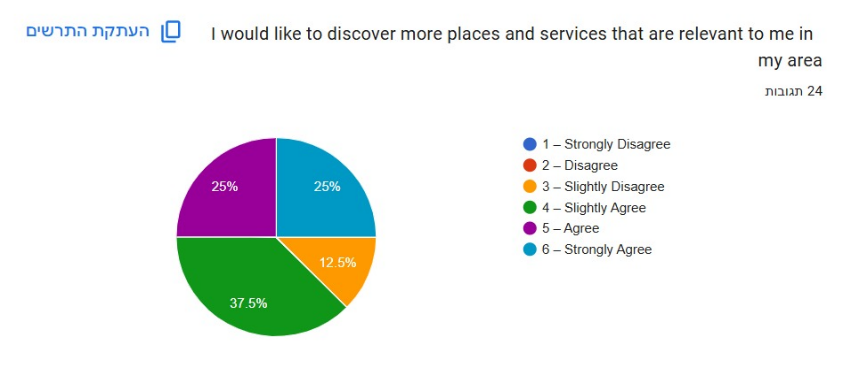 העתקת התרשים
I would like to discover more places and services that are relevant to me in
my area
24 תגובות
25%
25%
12.5%
37.5%
1 – Strongly Disagree
2 – Disagree
3 – Slightly Disagree
4 – Slightly Agree
5 – Agree
6 – Strongly Agree